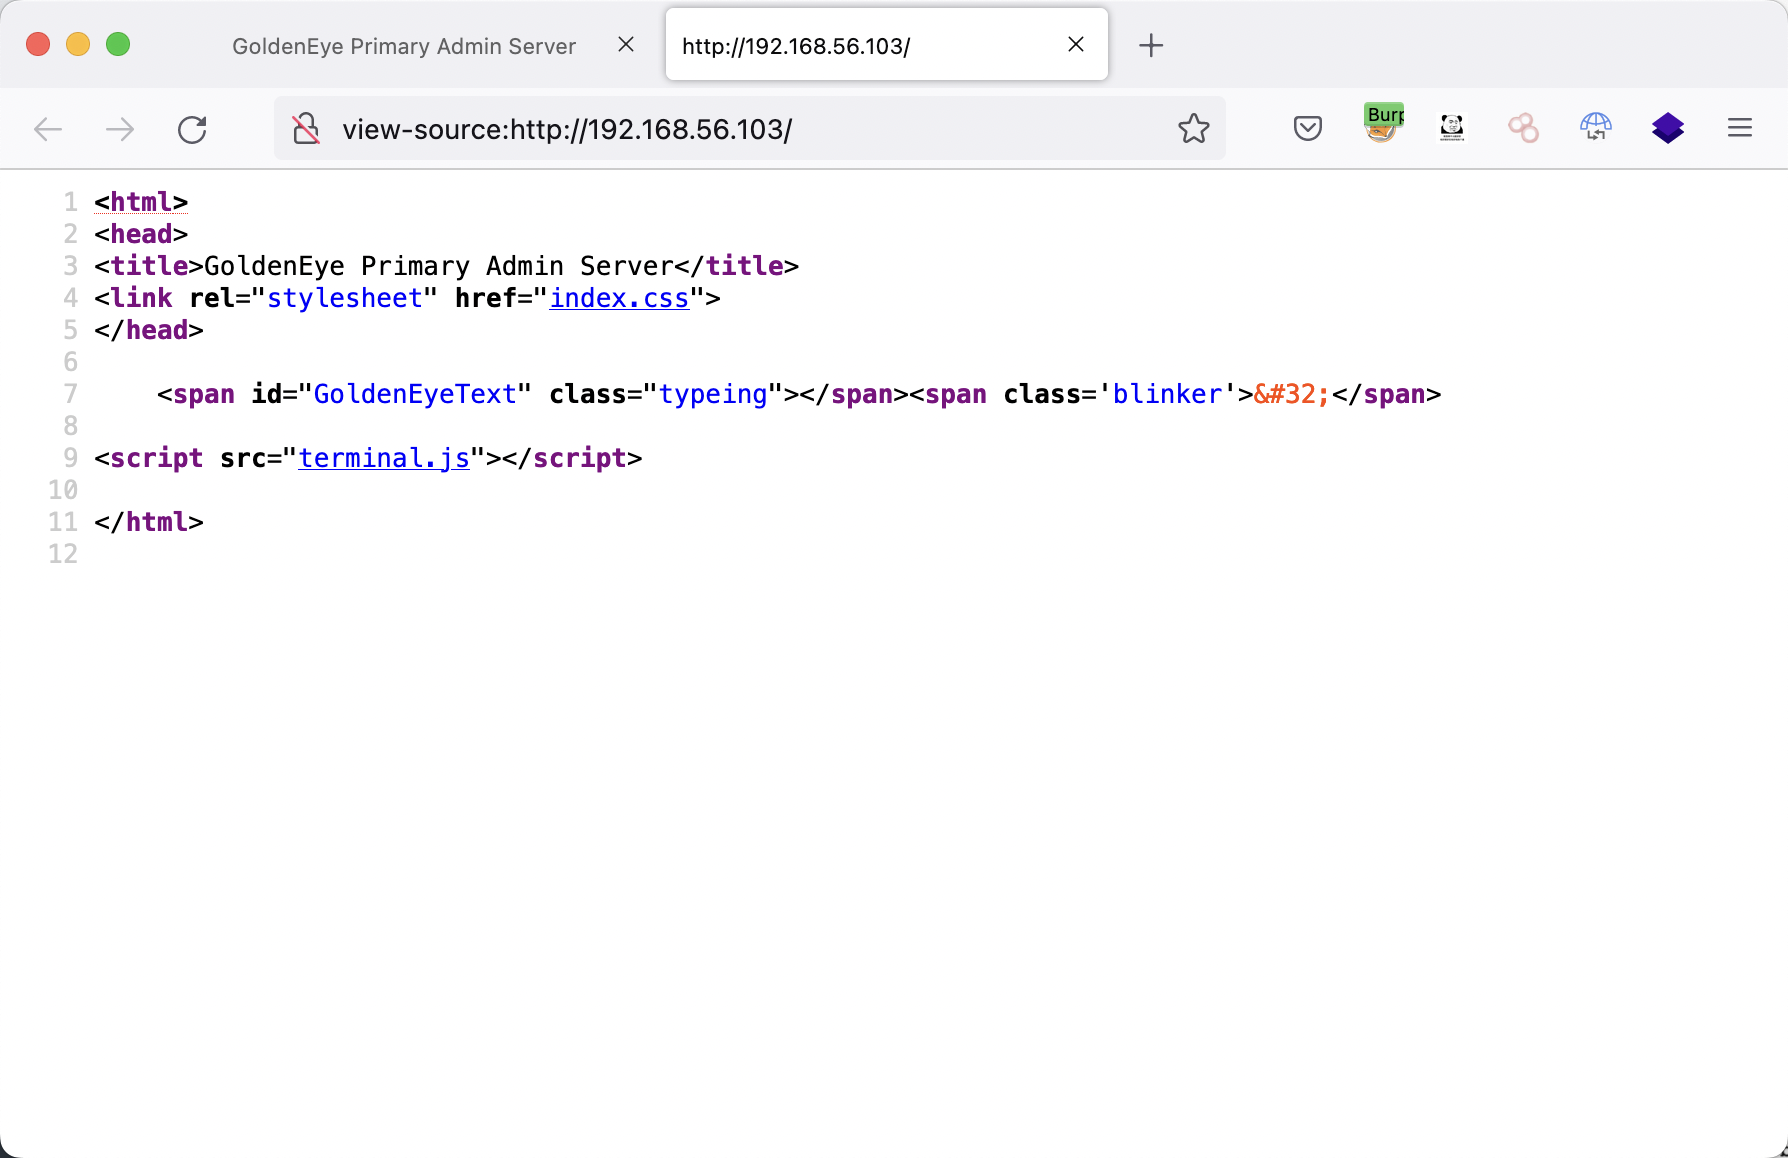 GoldenEye Primary Admin Server
http://192.168.56.103/
view-source:http://192.168.56.103/
Burp
1 <html>
2 <head>
3 <title>GoldenEye Primary Admin Server</title>
4 <link rel="stylesheet" href="index.css">
5 </head>
6
7     <span id="GoldenEyeText" class="typeing"></span><span class='blinker'>&#32;</span>
8
9 <script src="terminal.js"></script>
10
11 </html>
12